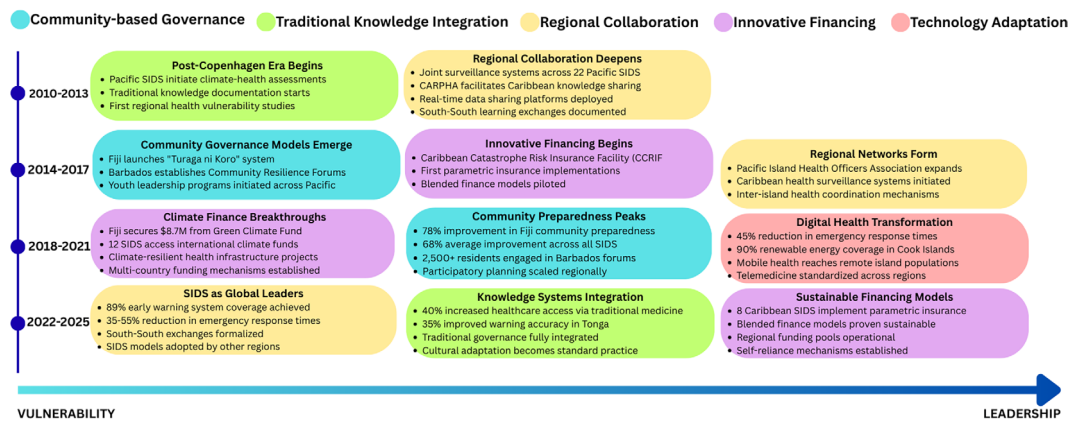 Community-based Governance
Traditional Knowledge Integration
Regional Collaboration
Innovative Financing
Technology Adaptation
2010-2013
Post-Copenhagen Era Begins
Pacific SIDS initiate climate-health assessments
Traditional knowledge documentation starts
First regional health vulnerability studies
Regional Collaboration Deepens
Joint surveillance systems across 22 Pacific SIDS
CARPHA facilitates Caribbean knowledge sharing
Real-time data sharing platforms deployed
South-South learning exchanges documented
2014-2017
Community Governance Models Emerge
Fiji launches "Turaga ni Koro" system
Barbados establishes Community Resilience Forums
Youth leadership programs initiated across Pacific
Innovative Financing Begins
Caribbean Catastrophe Risk Insurance Facility (CCRIF
First parametric insurance implementations
Blended finance models piloted
Regional Networks Form
Pacific Island Health Officers Association expands
Caribbean health surveillance systems initiated
Inter-island health coordination mechanisms
2018-2021
Climate Finance Breakthroughs
Fiji secures $8.7M from Green Climate Fund
12 SIDS access international climate funds
Climate-resilient health infrastructure projects
Multi-country funding mechanisms established
Community Preparedness Peaks
78% improvement in Fiji community preparedness
68% average improvement across all SIDS
2,500+ residents engaged in Barbados forums
Participatory planning scaled regionally
Digital Health Transformation
45% reduction in emergency response times
90% renewable energy coverage in Cook Islands
Mobile health reaches remote island populations
Telemedicine standardized across regions
2022-2025
SIDS as Global Leaders
89% early warning system coverage achieved
35-55% reduction in emergency response times
South-South exchanges formalized
SIDS models adopted by other regions
Knowledge Systems Integration
40% increased healthcare access via traditional medicine
35% improved warning accuracy in Tonga
Traditional governance fully integrated
Cultural adaptation becomes standard practice
Sustainable Financing Models
8 Caribbean SIDS implement parametric insurance
Blended finance models proven sustainable
Regional funding pools operational
Self-reliance mechanisms established
VULNERABILITY
LEADERSHIP